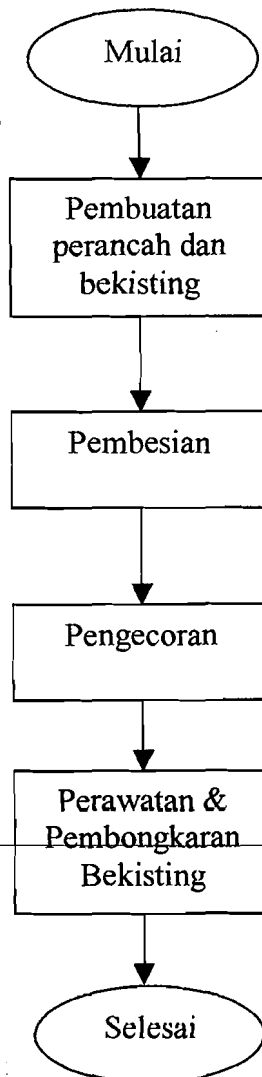 Mulai
Pembuatan
perancah dan
bekisting
Pembesian
Pengecoran
Perawatan &
Pembongkaran
Bekisting
Selesai